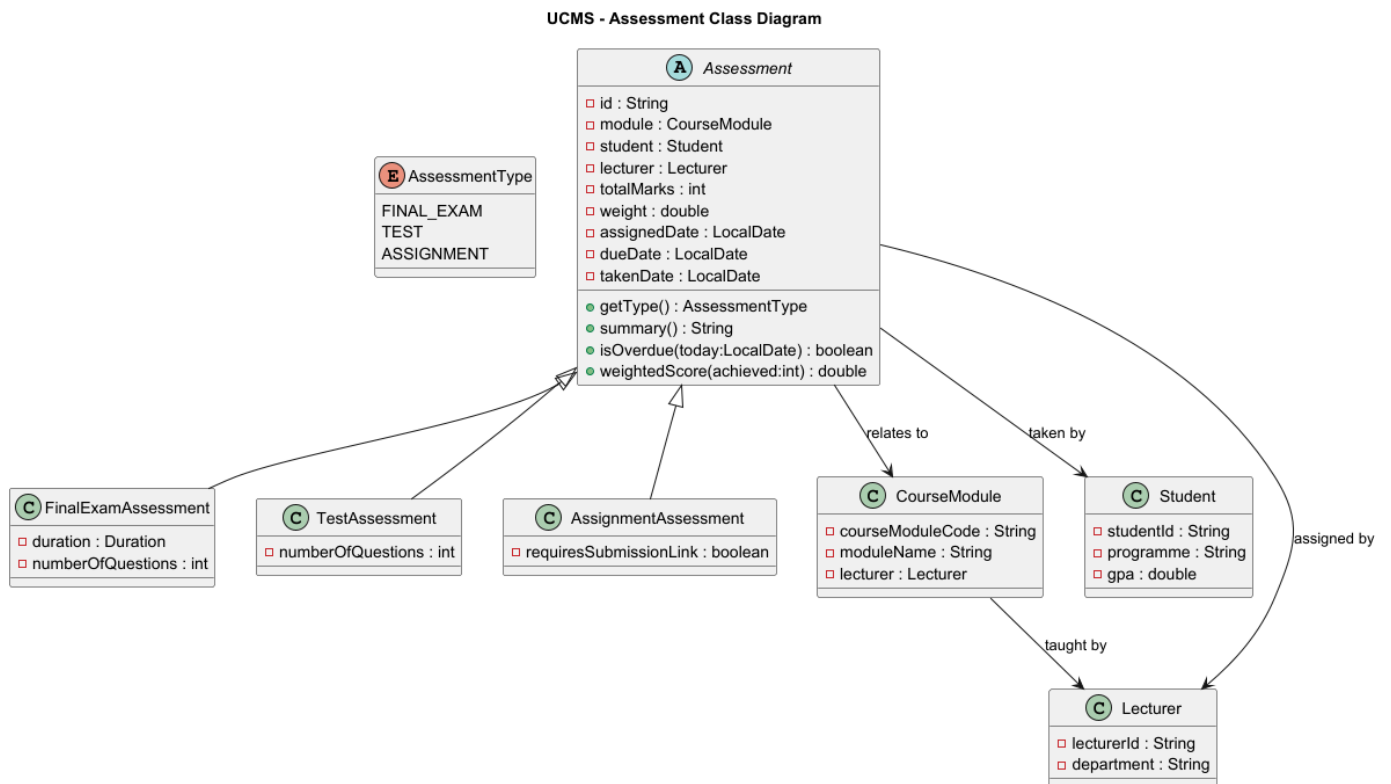 UCMS - Assessment Class Diagram
A Assessment
id : String
module : CourseModule
student : Student
lecturer : Lecturer
totalMarks : int
weight : double
assignedDate : LocalDate
dueDate : LocalDate
takenDate : LocalDate
getType() : AssessmentType
summary() : String
isOverdue(today:LocalDate) : boolean
weightedScore(achieved:int) : double
E AssessmentType
FINAL_EXAM
TEST
ASSIGNMENT
relates to
taken by
assigned by
C FinalExamAssessment
duration : Duration
numberOfQuestions : int
C TestAssessment
numberOfQuestions : int
C AssignmentAssessment
requiresSubmissionLink : boolean
C CourseModule
courseModuleCode : String
moduleName : String
lecturer : Lecturer
C Student
studentId : String
programme : String
gpa : double
taught by
C Lecturer
lecturerId : String
department : String